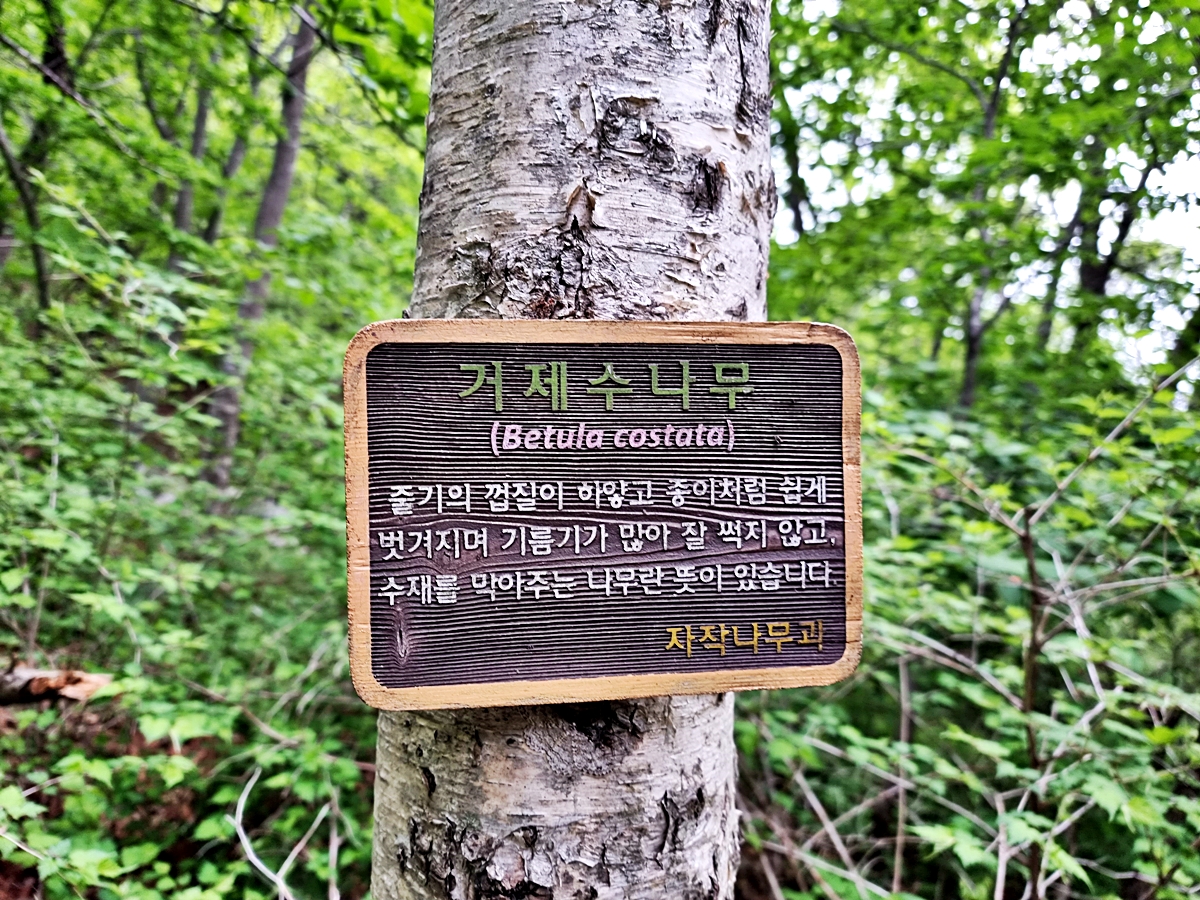 거제수나무
(Betula costata)
줄기의 껍질이 하얗고 종이처럼 쉽게
벗겨지며 기름기가 많아 잘 썩지 않고,
수재를 막아주는 나무란 뜻이 있습니다.
자작나무과